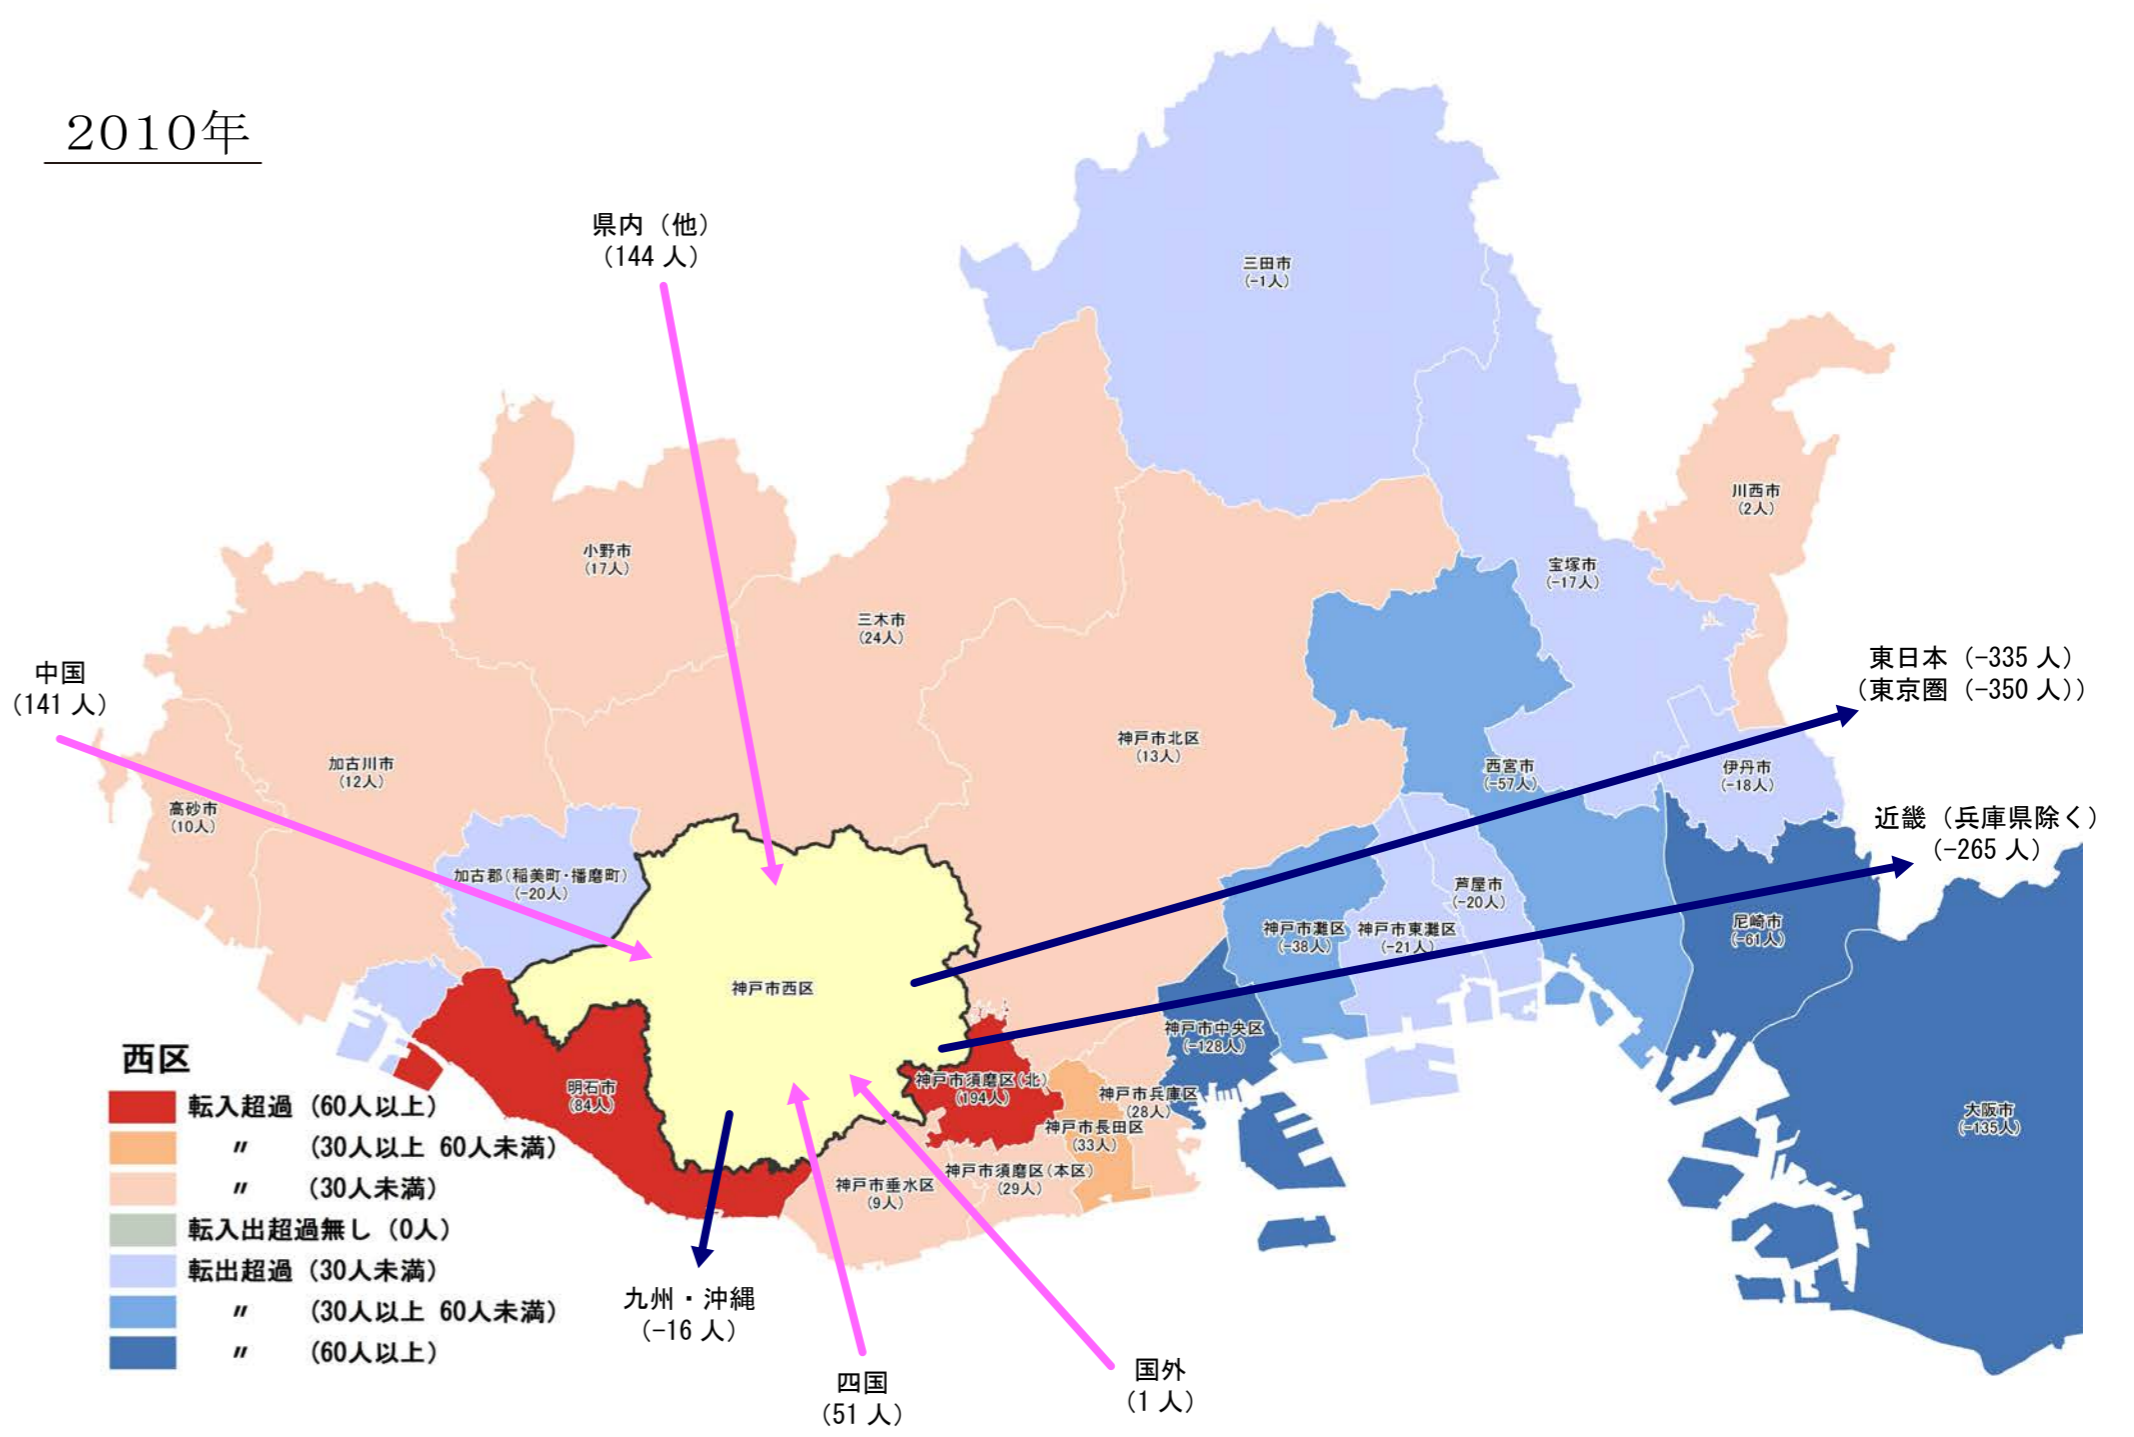 2010年
県内（他）
（144 人）
三田市
(-1人)
川西市
(2人)
小野市
(17人)
宝塚市
(-17人)
三木市
(24人)
中国
（141 人）
東日本（-335 人）
（東京圏（-350 人））
神戸市北区
(13人)
加古川市
(12人)
西宮市
(-57人)
伊丹市
(-18人)
高砂市
(10人)
近畿（兵庫県除く）
（-265 人）
加古郡(稲美町・播磨町)
(-20人)
芦屋市
(-20人)
神戸市灘区
(-38人)
神戸市東灘区
(-21人)
尼崎市
(-61人)
神戸市西区
神戸市中央区
(-128人)
明石市
(84人)
神戸市須磨区(北)
(194人)
神戸市兵庫区
(28人)
神戸市長田区
(33人)
大阪市
(-135人)
神戸市須磨区(本区)
(29人)
神戸市垂水区
(9人)
西区
転入超過（60人以上）
〃 （30人以上 60人未満）
〃 （30人未満）
転入出超過無し（0人）
転出超過（30人未満）
〃 （30人以上 60人未満）
〃 （60人以上）
九州・沖縄
（-16 人）
四国
（51 人）
国外
（1 人）